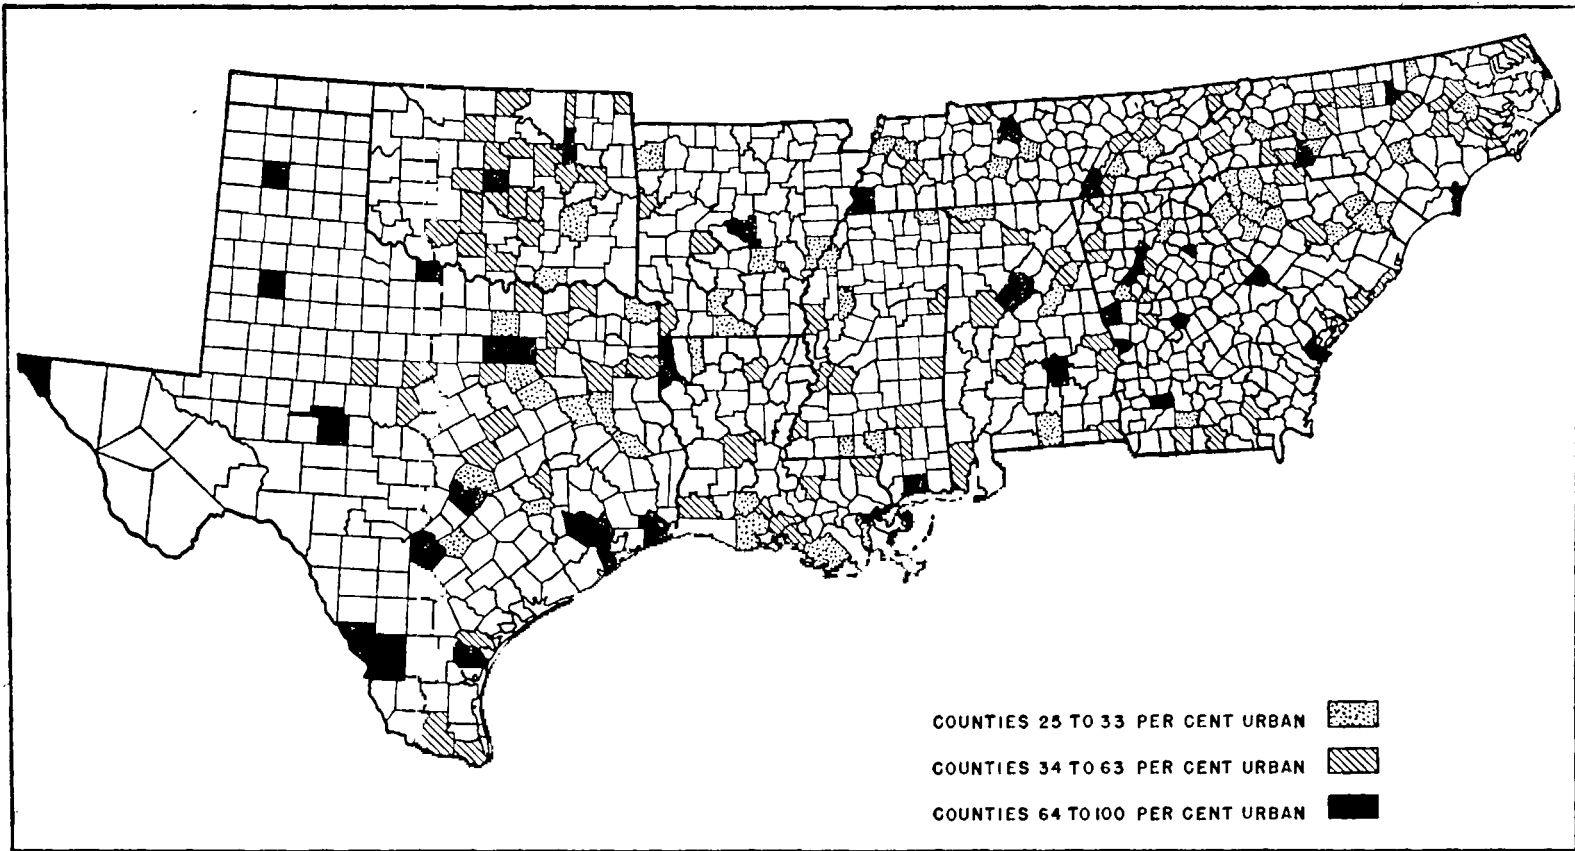 COUNTIES 25 TO 33 PER CENT URBAN
COUNTIES 34 TO 63 PER CENT URBAN
COUNTIES 64 TO 100 PER CENT URBAN